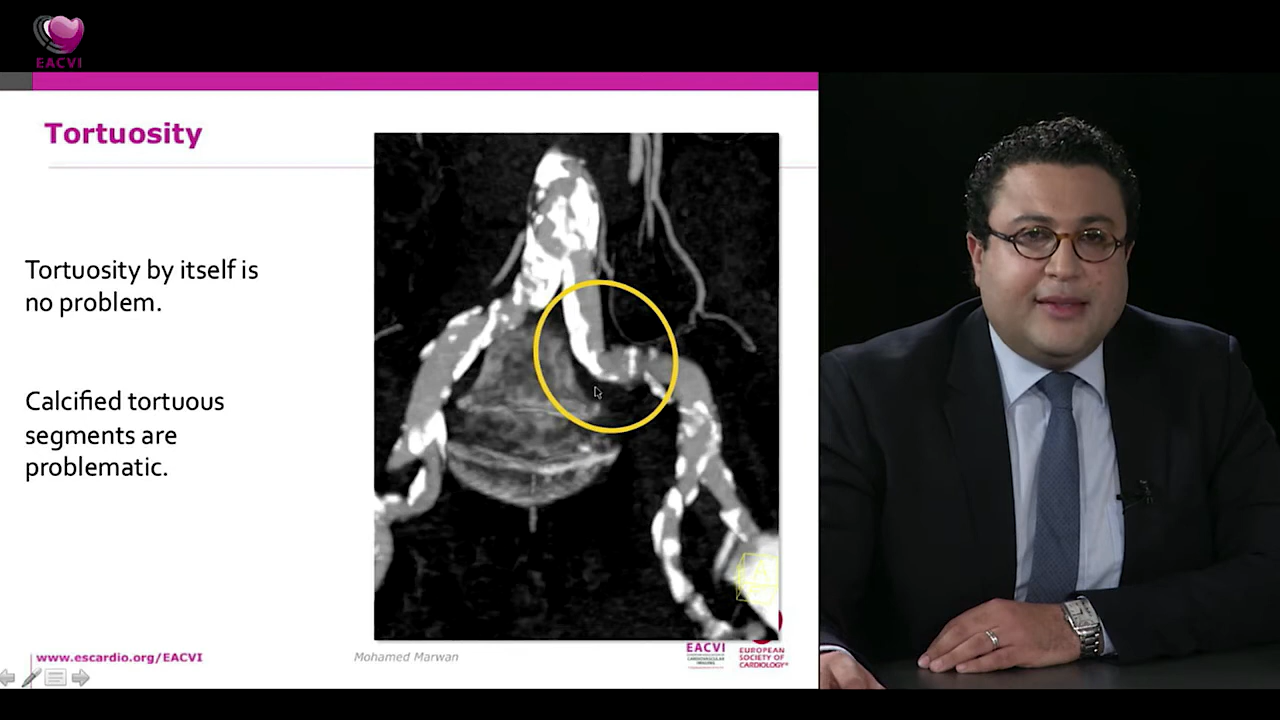 EACVI
Tortuosity
Tortuosity by itself is
no problem.
Calcified tortuous
segments are
problematic.
A
www.escardio.org/EACVI
Mohamed Marwan
EACVI
EUROPEAN
SOCIETY OF
CARDIOLOGY®